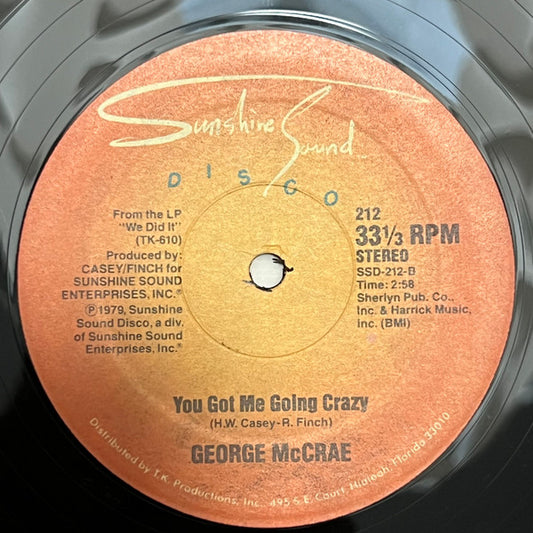 Sunshine Sound
DISCO
From the LP
"We Did It"
(TK-610)
Produced by:
CASEY/FINCH for
SUNSHINE SOUND
ENTERPRISES, INC.
Ⓟ1979, Sunshine
Sound Disco, a div.
of Sunshine Sound
Enterprises, Inc.
212
33⅓ RPM
STEREO
SSD-212-B
Time: 2:58
Sherlyn Pub. Co.,
Inc. & Harrick Music,
Inc. (BMI)
You Got Me Going Crazy
(H.W. Casey-R. Finch)
GEORGE McCRAE
Distributed by T.K. Productions, Inc., 495 S.E. Court, Hialeah, Florida 33010